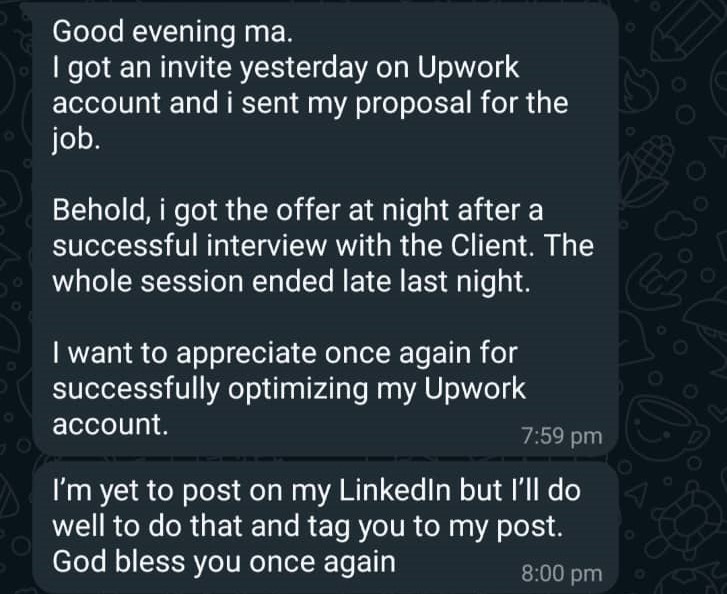 Good evening ma.
I got an invite yesterday on Upwork
account and i sent my proposal for the
job.
Behold, i got the offer at night after a
successful interview with the Client. The
whole session ended late last night.
I want to appreciate once again for
successfully optimizing my Upwork
account.
7:59 pm
I'm yet to post on my LinkedIn but I'll do
well to do that and tag you to my post.
God bless you once again
8:00 pm